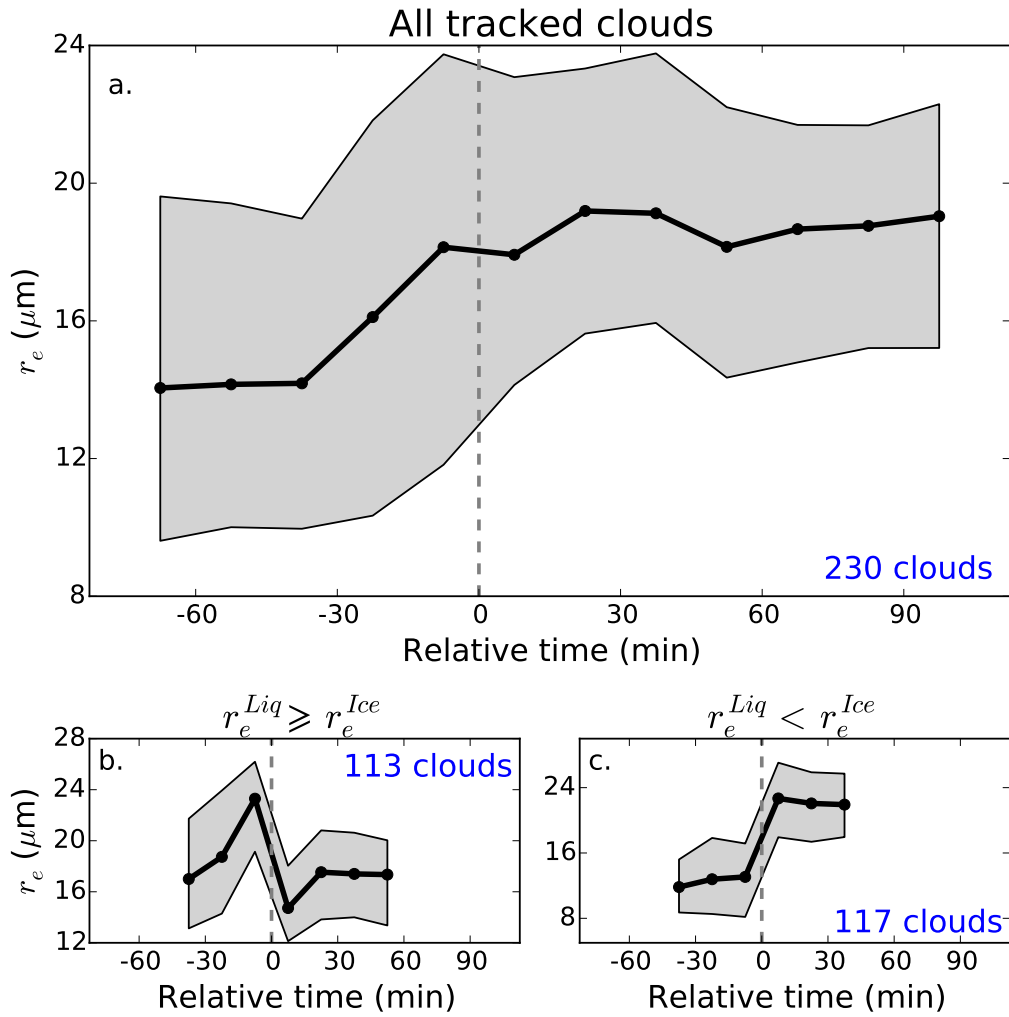 All tracked clouds
a.
24
20
16
12
8
r_e (μm)
230 clouds
-60 -30 0 30 60 90
Relative time (min)
r_e^{Liq} ⩾ r_e^{Ice}
b.
113 clouds
28
24
20
16
12
r_e (μm)
-60 -30 0 30 60 90
Relative time (min)
r_e^{Liq} < r_e^{Ice}
c.
24
16
8
117 clouds
-60 -30 0 30 60 90
Relative time (min)